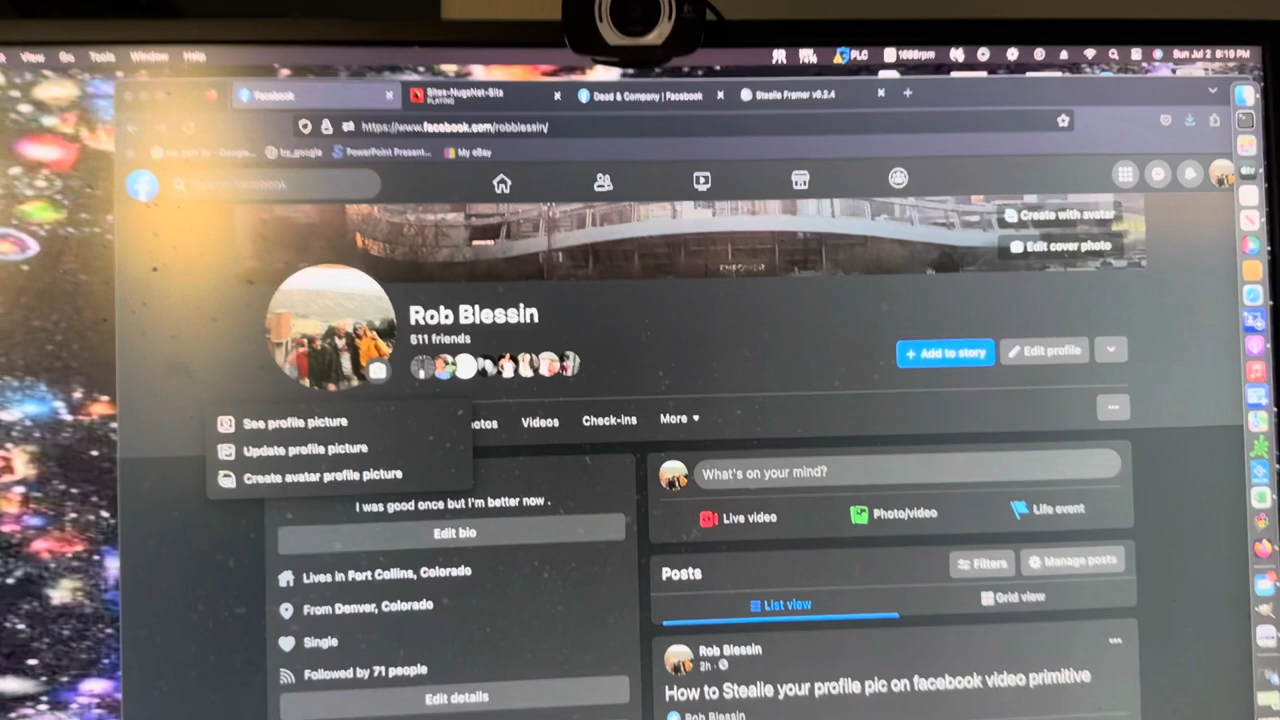 View Go Tools Window Help
PLC
1698rpm
Sun Jul 2 8:19 PM
Facebook
Sites-NugsNet-Site
PLAYING
Dead & Company | Facebook
Stealie Framer v0.2.4
https://www.facebook.com/robblessin/
PowerPoint Present...
My eBay
Create with avatar
Edit cover photo
EMPOWER
Rob Blessin
511 friends
+ Add to story
Edit profile
See profile picture
Update profile picture
Create avatar profile picture
otos
Videos
Check-ins
More
I was good once but I'm better now .
Edit bio
Lives in Fort Collins, Colorado
From Denver, Colorado
Single
Followed by 71 people
Edit details
What's on your mind?
Live video
Photo/video
Life event
Posts
Filters
Manage posts
List view
Grid view
Rob Blessin
2h
How to Stealie your profile pic on facebook video primitive
Rob Blessin